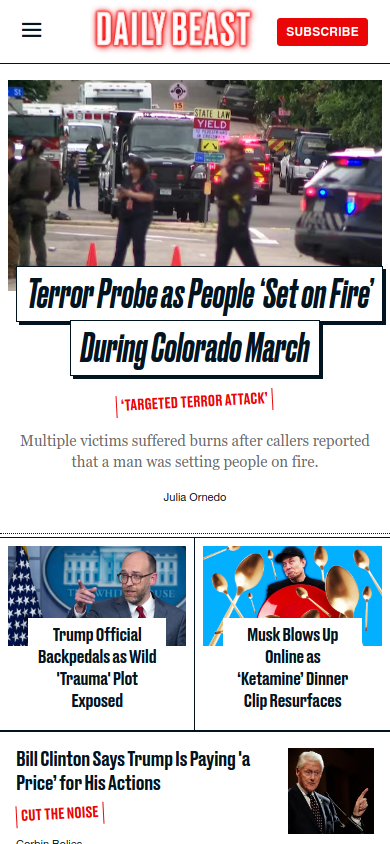 DAILY BEAST
SUBSCRIBE
STATE LAW
YIELD
Terror Probe as People ‘Set on Fire’
During Colorado March
‘TARGETED TERROR ATTACK’
Multiple victims suffered burns after callers reported
that a man was setting people on fire.
Julia Ornedo
Trump Official
Backpedals as Wild
'Trauma' Plot
Exposed
Musk Blows Up
Online as
‘Ketamine’ Dinner
Clip Resurfaces
Bill Clinton Says Trump Is Paying 'a
Price’ for His Actions
CUT THE NOISE